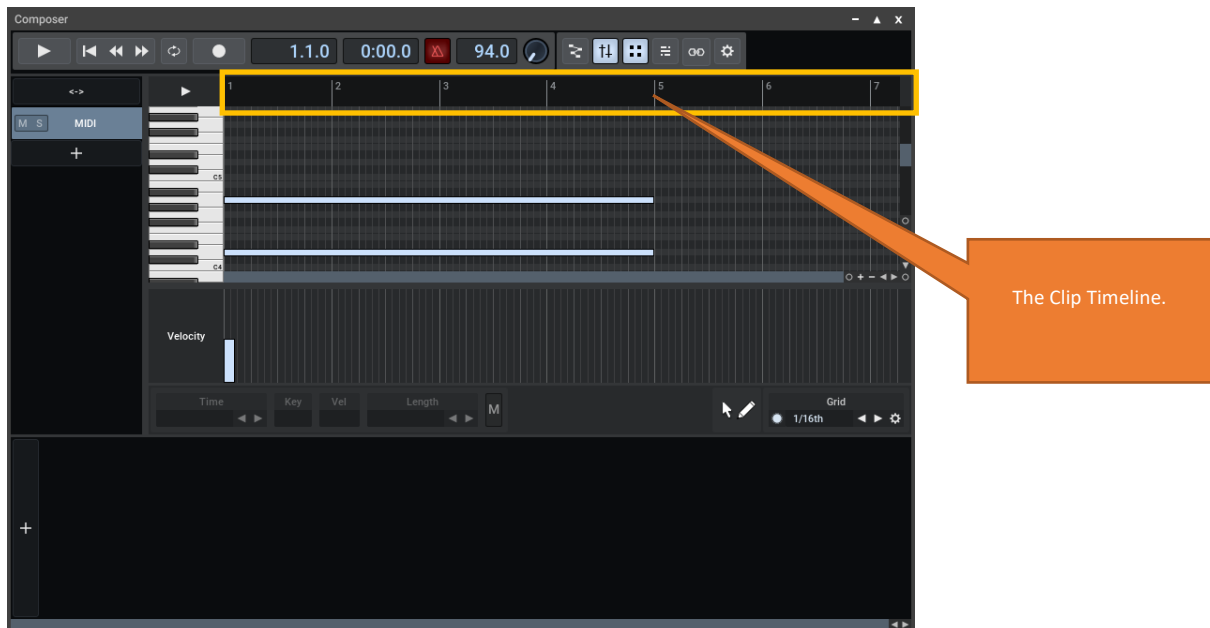 Composer
1.1.0 0:00.0 94.0
<->
1 2 3 4 5 6 7
M S MIDI
C5
C4
The Clip Timeline.
Velocity
Time Key Vel Length M Grid
1/16th